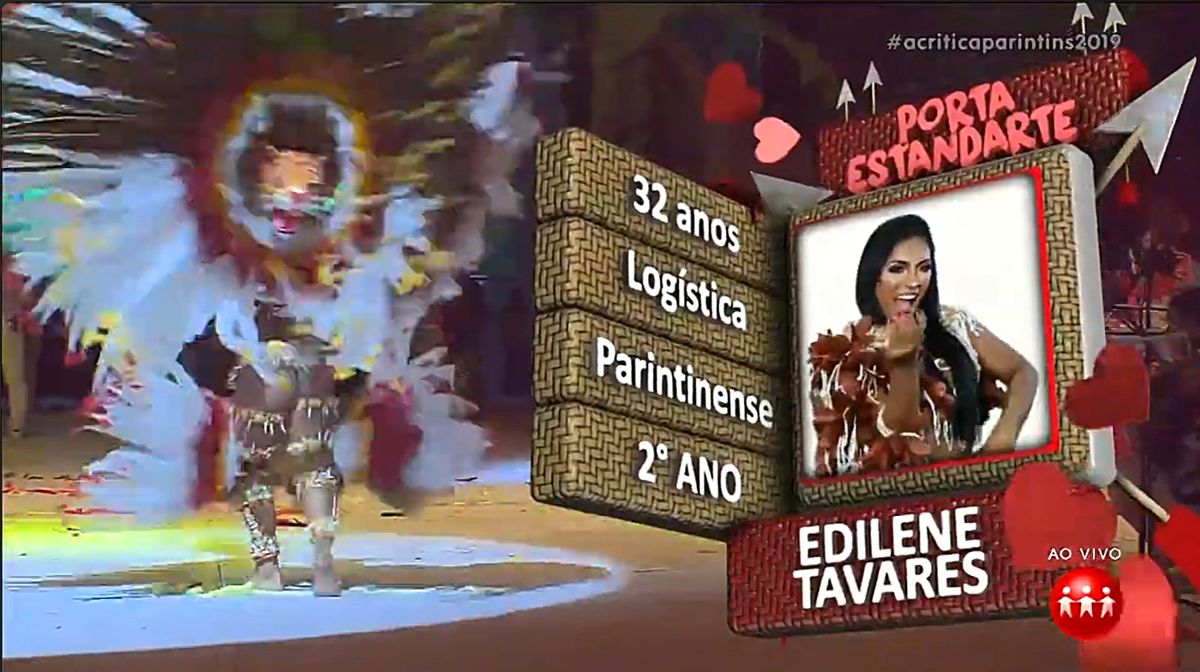 #acriticaparintins2019
PORTA
ESTANDARTE
32 anos
Logística
Parintinense
2° ANO
EDILENE
TAVARES
AO VIVO